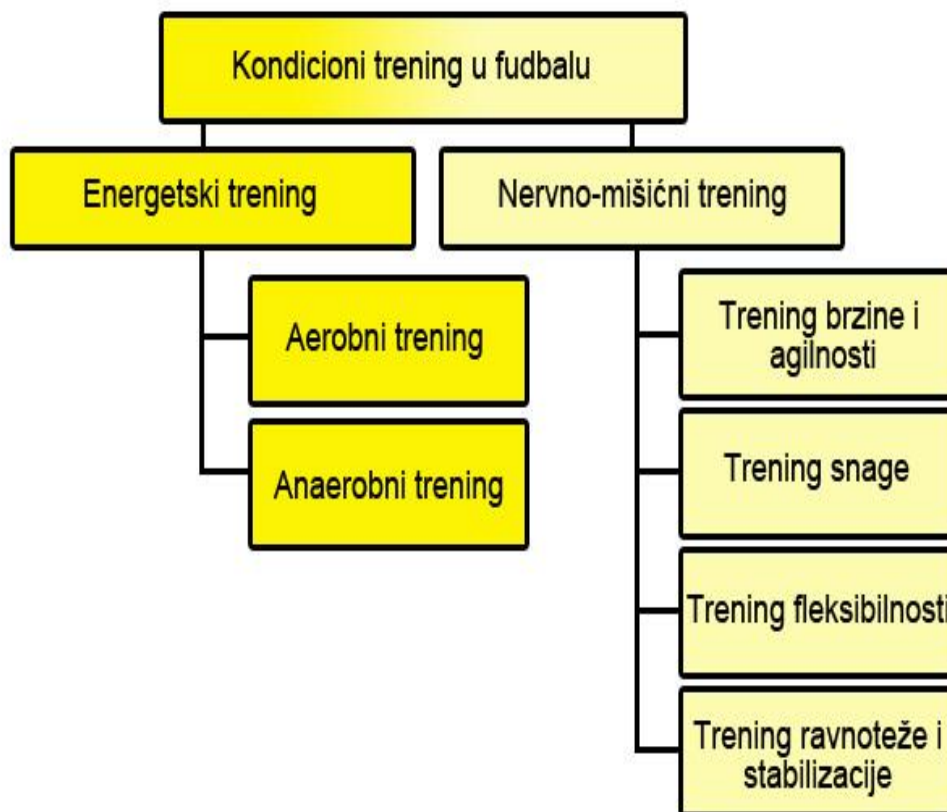 Kondicioni trening u fudbalu
Energetski trening
Nervno-mišićni trening
Aerobni trening
Anaerobni trening
Trening brzine i
agilnosti
Trening snage
Trening fleksibilnosti
Trening ravnoteže i
stabilizacije